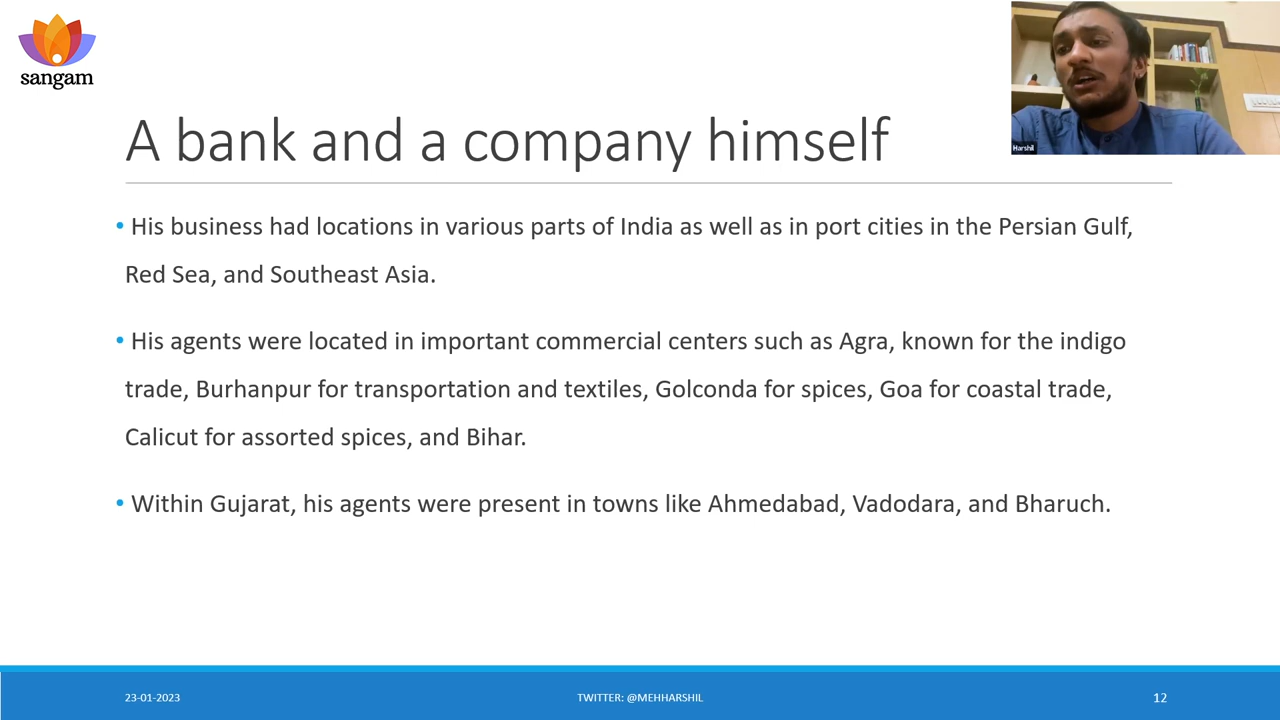 sangam
Harshil
A bank and a company himself
• His business had locations in various parts of India as well as in port cities in the Persian Gulf,
Red Sea, and Southeast Asia.
• His agents were located in important commercial centers such as Agra, known for the indigo
trade, Burhanpur for transportation and textiles, Golconda for spices, Goa for coastal trade,
Calicut for assorted spices, and Bihar.
• Within Gujarat, his agents were present in towns like Ahmedabad, Vadodara, and Bharuch.
23-01-2023
TWITTER: @MEHHARSHIL
12